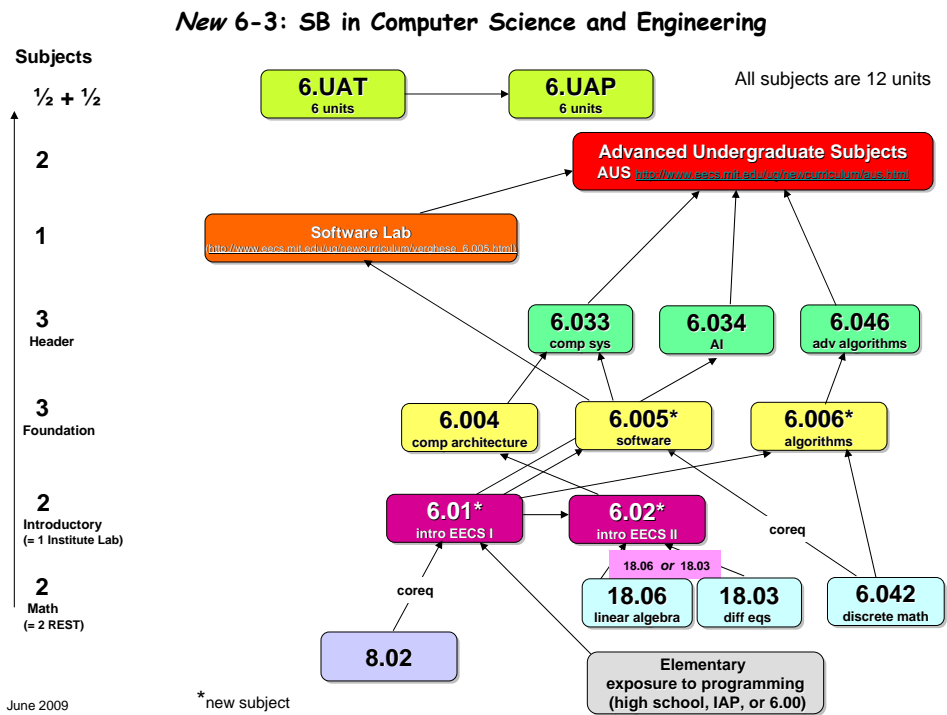 New 6-3: SB in Computer Science and Engineering
Subjects
½ + ½
6.UAT
6 units
6.UAP
6 units
All subjects are 12 units
2
Advanced Undergraduate Subjects
AUS http://www.eecs.mit.edu/ug/newcurriculum/aus.html
1
Software Lab
(http://www.eecs.mit.edu/ug/newcurriculum/verghese_6.005.html)
3
Header
6.033
comp sys
6.034
AI
6.046
adv algorithms
3
Foundation
6.004
comp architecture
6.005*
software
6.006*
algorithms
2
Introductory
(= 1 Institute Lab)
6.01*
intro EECS I
6.02*
intro EECS II
coreq
18.06 or 18.03
2
Math
(= 2 REST)
coreq
18.06
linear algebra
18.03
diff eqs
6.042
discrete math
8.02
Elementary
exposure to programming
(high school, IAP, or 6.00)
June 2009
*new subject